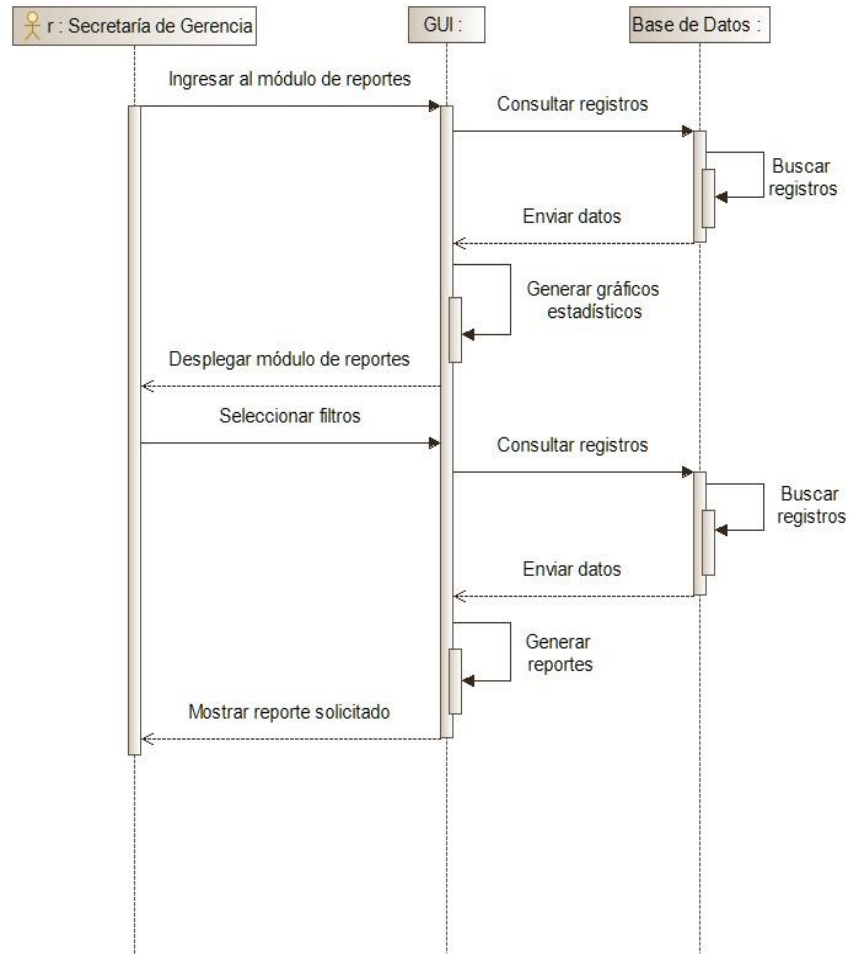 r : Secretaría de Gerencia
GUI :
Base de Datos :
Ingresar al módulo de reportes
Consultar registros
Buscar
registros
Enviar datos
Generar gráficos
estadísticos
Desplegar módulo de reportes
Seleccionar filtros
Consultar registros
Buscar
registros
Enviar datos
Generar
reportes
Mostrar reporte solicitado